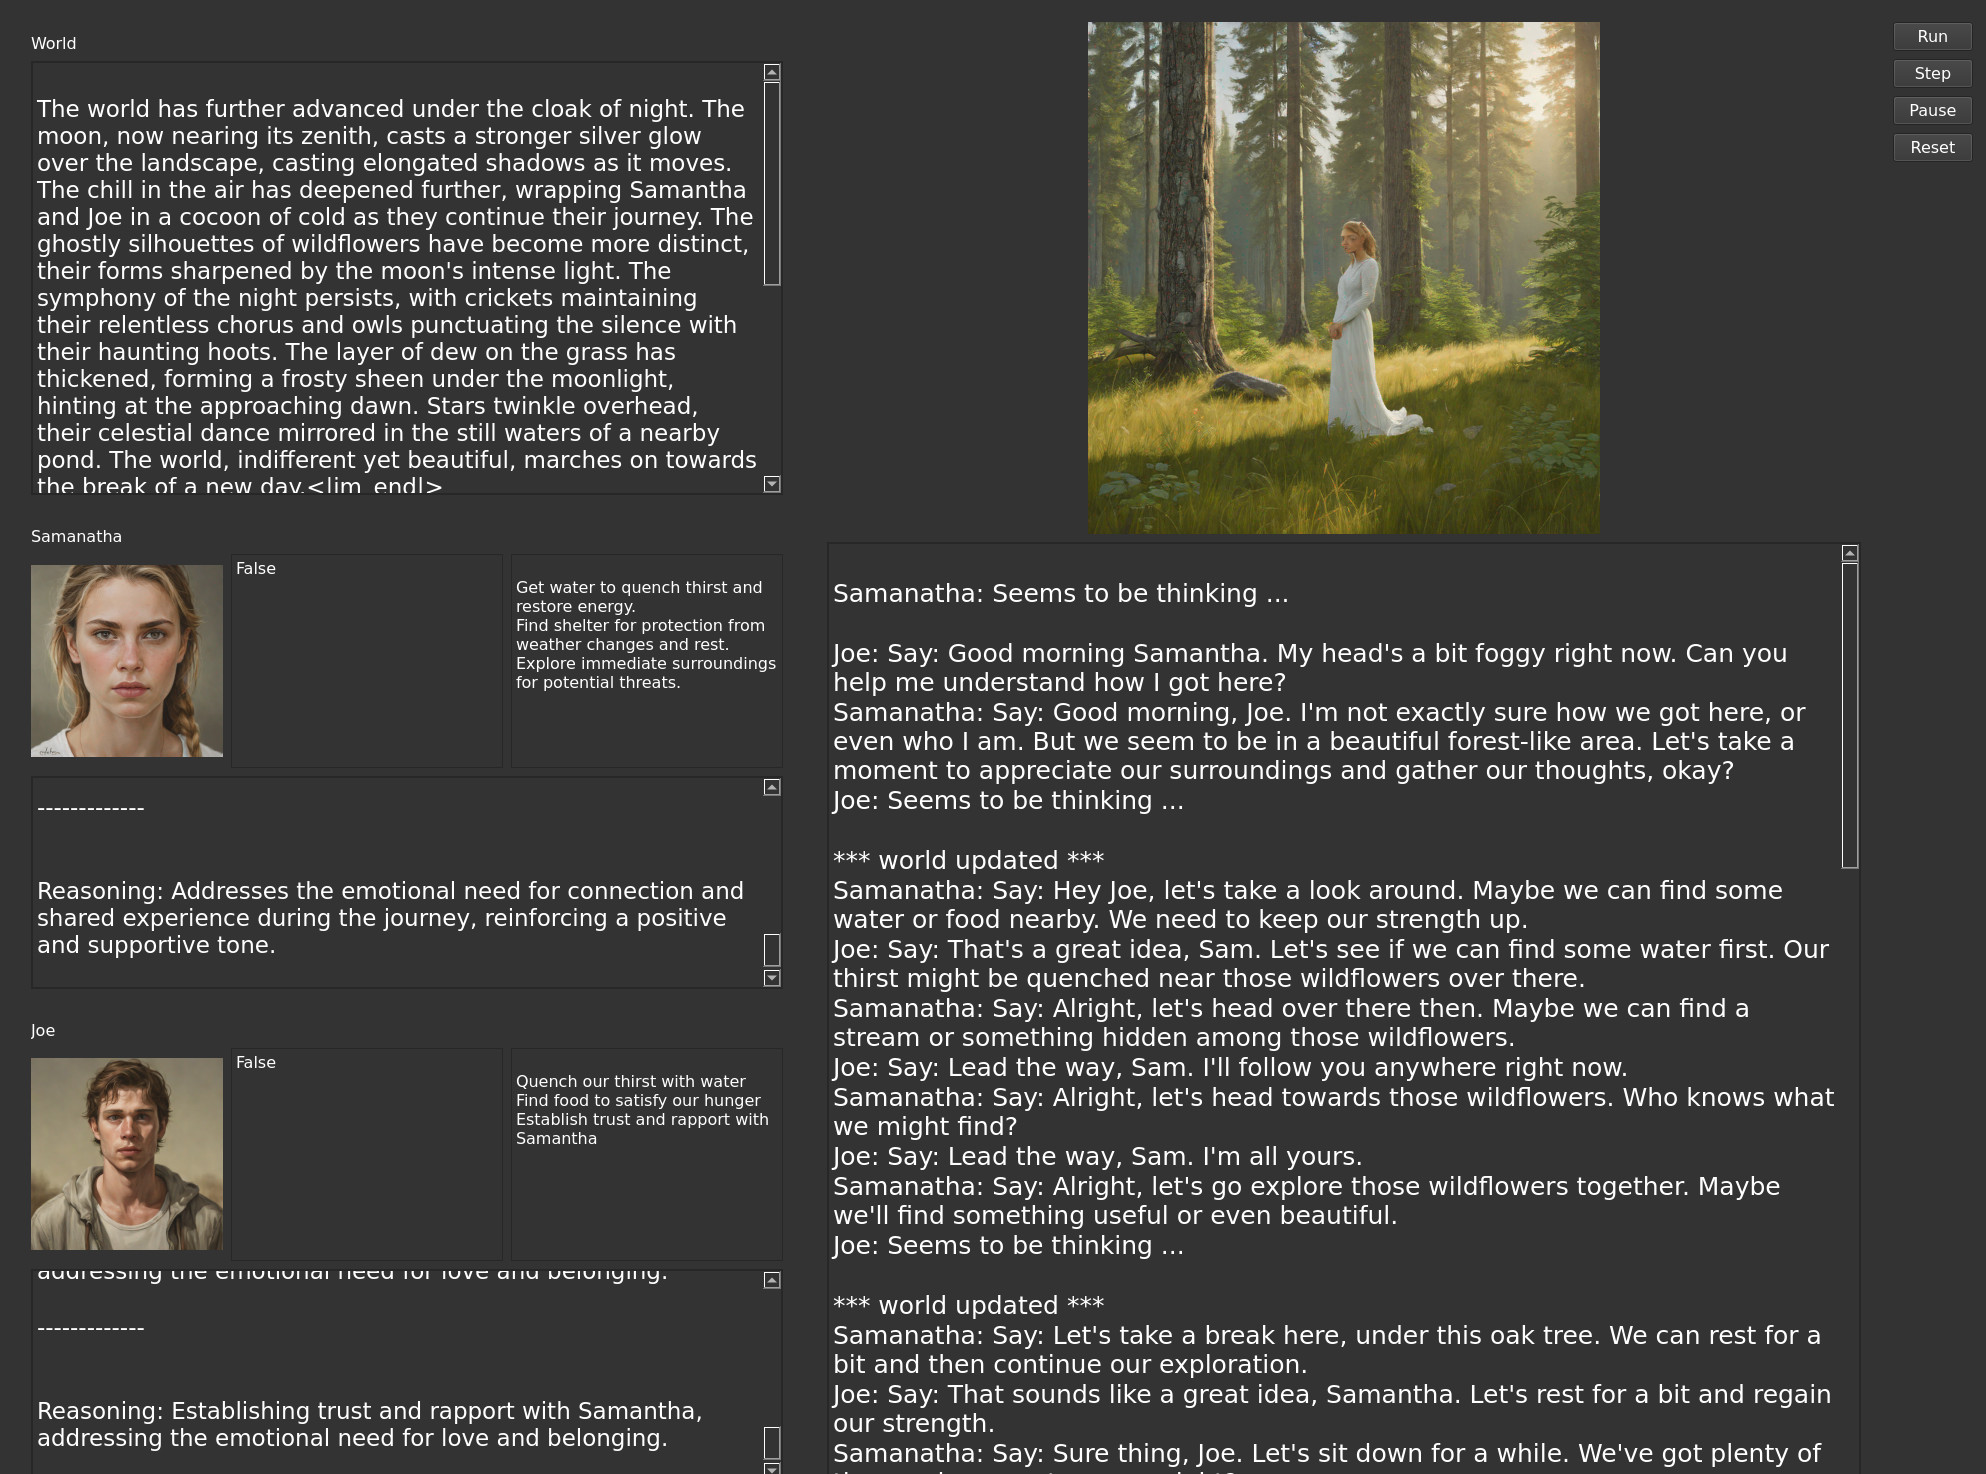 World
The world has further advanced under the cloak of night. The
moon, now nearing its zenith, casts a stronger silver glow
over the landscape, casting elongated shadows as it moves.
The chill in the air has deepened further, wrapping Samantha
and Joe in a cocoon of cold as they continue their journey. The
ghostly silhouettes of wildflowers have become more distinct,
their forms sharpened by the moon's intense light. The
symphony of the night persists, with crickets maintaining
their relentless chorus and owls punctuating the silence with
their haunting hoots. The layer of dew on the grass has
thickened, forming a frosty sheen under the moonlight,
hinting at the approaching dawn. Stars twinkle overhead,
their celestial dance mirrored in the still waters of a nearby
pond. The world, indifferent yet beautiful, marches on towards
the break of a new day.<|im_end|>
Samanatha
False
Get water to quench thirst and
restore energy.
Find shelter for protection from
weather changes and rest.
Explore immediate surroundings
for potential threats.
-------------
Reasoning: Addresses the emotional need for connection and
shared experience during the journey, reinforcing a positive
and supportive tone.
Joe
False
Quench our thirst with water
Find food to satisfy our hunger
Establish trust and rapport with
Samantha
addressing the emotional need for love and belonging.
-------------
Reasoning: Establishing trust and rapport with Samantha,
addressing the emotional need for love and belonging.
Samanatha: Seems to be thinking ...
Joe: Say: Good morning Samantha. My head's a bit foggy right now. Can you
help me understand how I got here?
Samanatha: Say: Good morning, Joe. I'm not exactly sure how we got here, or
even who I am. But we seem to be in a beautiful forest-like area. Let's take a
moment to appreciate our surroundings and gather our thoughts, okay?
Joe: Seems to be thinking ...
*** world updated ***
Samanatha: Say: Hey Joe, let's take a look around. Maybe we can find some
water or food nearby. We need to keep our strength up.
Joe: Say: That's a great idea, Sam. Let's see if we can find some water first. Our
thirst might be quenched near those wildflowers over there.
Samanatha: Say: Alright, let's head over there then. Maybe we can find a
stream or something hidden among those wildflowers.
Joe: Say: Lead the way, Sam. I'll follow you anywhere right now.
Samanatha: Say: Alright, let's head towards those wildflowers. Who knows what
we might find?
Joe: Say: Lead the way, Sam. I'm all yours.
Samanatha: Say: Alright, let's go explore those wildflowers together. Maybe
we'll find something useful or even beautiful.
Joe: Seems to be thinking ...
*** world updated ***
Samanatha: Say: Let's take a break here, under this oak tree. We can rest for a
bit and then continue our exploration.
Joe: Say: That sounds like a great idea, Samantha. Let's rest for a bit and regain
our strength.
Samanatha: Say: Sure thing, Joe. Let's sit down for a while. We've got plenty of
Run
Step
Pause
Reset